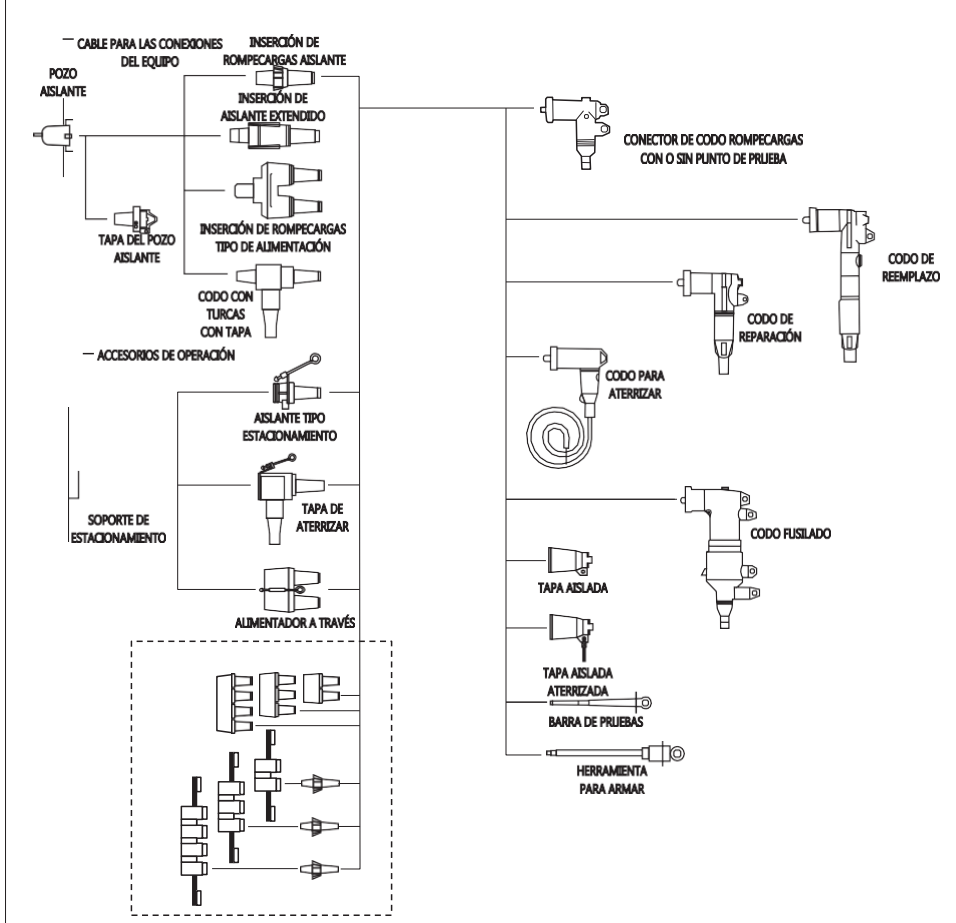 CABLE PARA LAS CONEXIONES
DEL EQUIPO
POZO
AISLANTE
INSERCIÓN DE
ROMPECARGAS AISLANTE
INSERCIÓN DE
AISLANTE EXTENDIDO
INSERCIÓN DE ROMPECARGAS
TIPO DE ALIMENTACIÓN
TAPA DEL POZO
AISLANTE
CODO CON
TURCAS
CON TAPA
ACCESORIOS DE OPERACIÓN
AISLANTE TIPO
ESTACIONAMIENTO
TAPA DE
ATERRIZAR
SOPORTE DE
ESTACIONAMIENTO
ALIMENTADOR A TRAVÉS
CONECTOR DE CODO ROMPECARGAS
CON O SIN PUNTO DE PRUEBA
CODO DE
REEMPLAZO
CODO DE
REPARACIÓN
CODO PARA
ATERRIZAR
CODO FUSILADO
TAPA AISLADA
TAPA AISLADA
ATERRIZADA
BARRA DE PRUEBAS
HERRAMIENTA
PARA ARMAR